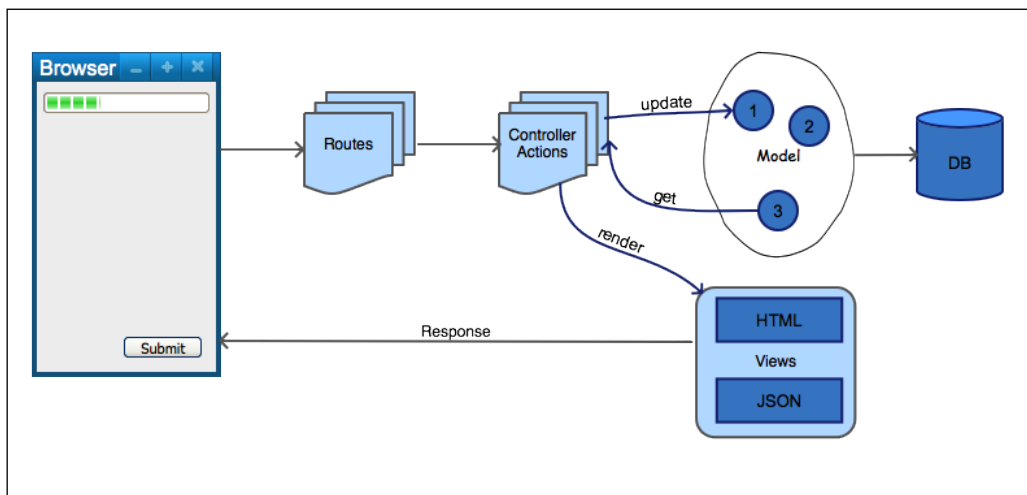 Browser
Routes
Controller
Actions
update
1
2
Model
3
get
DB
render
HTML
Views
JSON
Response
Submit